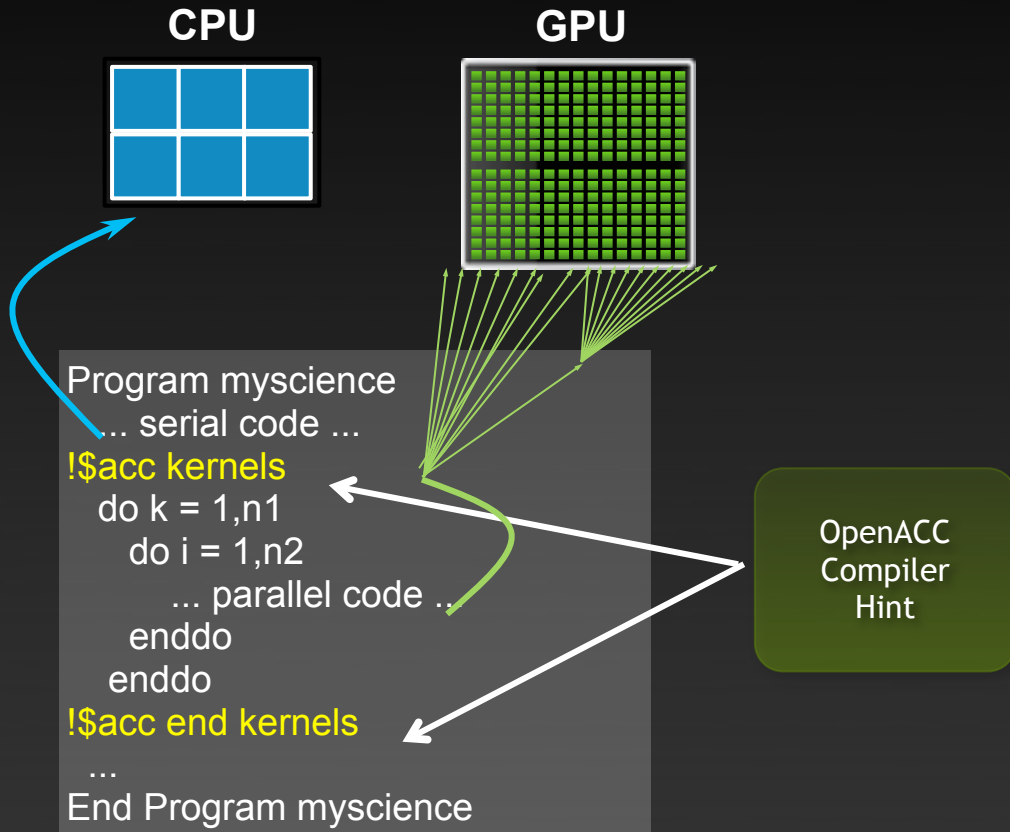 CPU
GPU
Program myscience
... serial code ...
!$acc kernels
do k = 1,n1
do i = 1,n2
... parallel code ...
enddo
enddo
!$acc end kernels
...
End Program myscience
OpenACC
Compiler
Hint